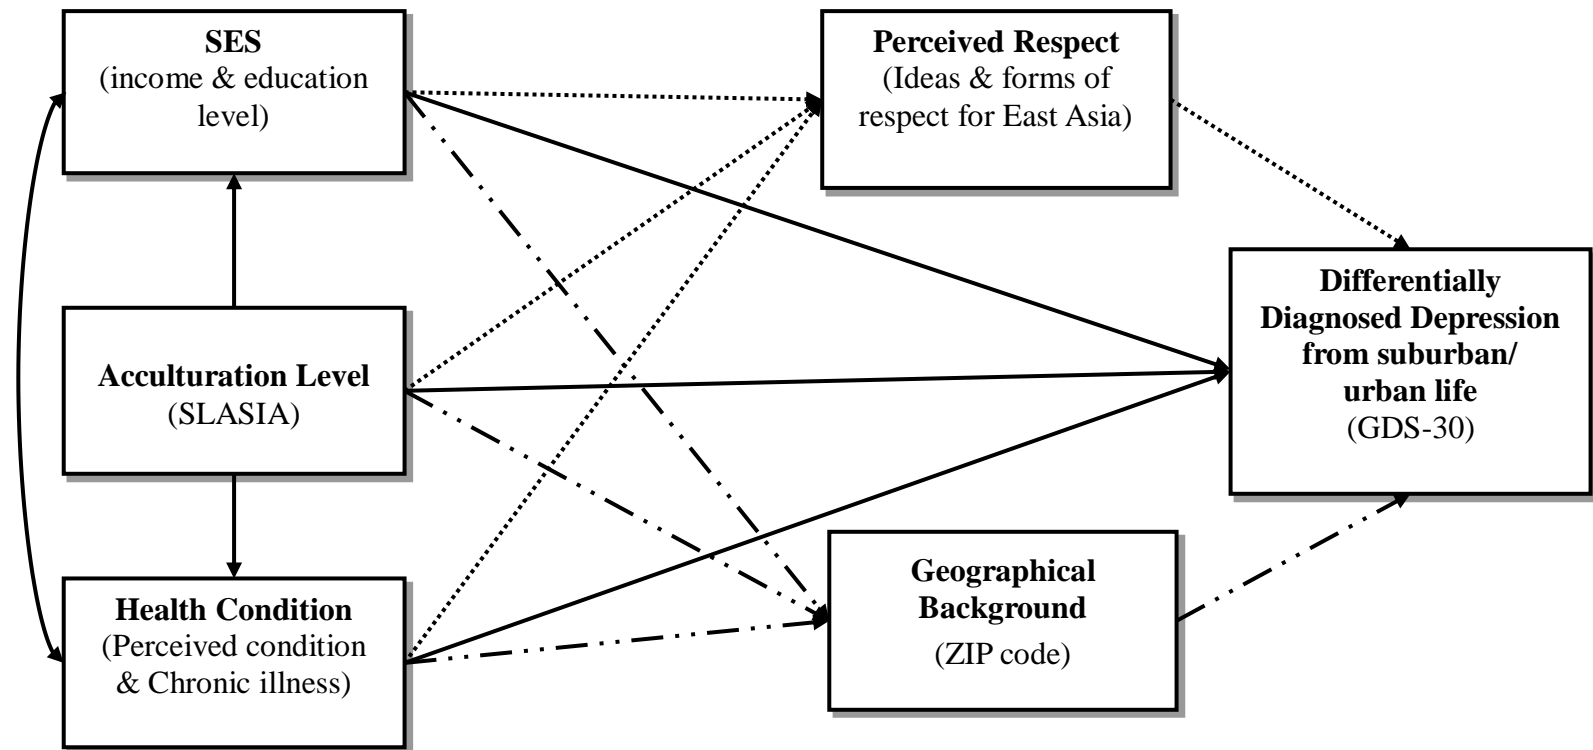 SES
(income & education
level)
Perceived Respect
(Ideas & forms of
respect for East Asia)
Acculturation Level
(SLASIA)
Differentially
Diagnosed Depression
from suburban/
urban life
(GDS-30)
Health Condition
(Perceived condition
& Chronic illness)
Geographical
Background
(ZIP code)